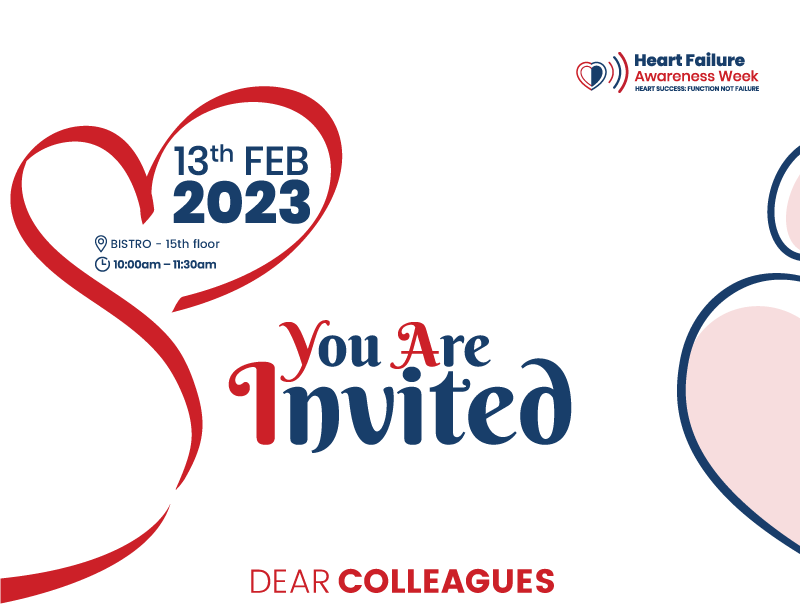 Heart Failure
Awareness Week
HEART SUCCESS: FUNCTION NOT FAILURE
13th FEB
2023
BISTRO - 15th floor
10:00am – 11:30am
You Are
Invited
DEAR COLLEAGUES